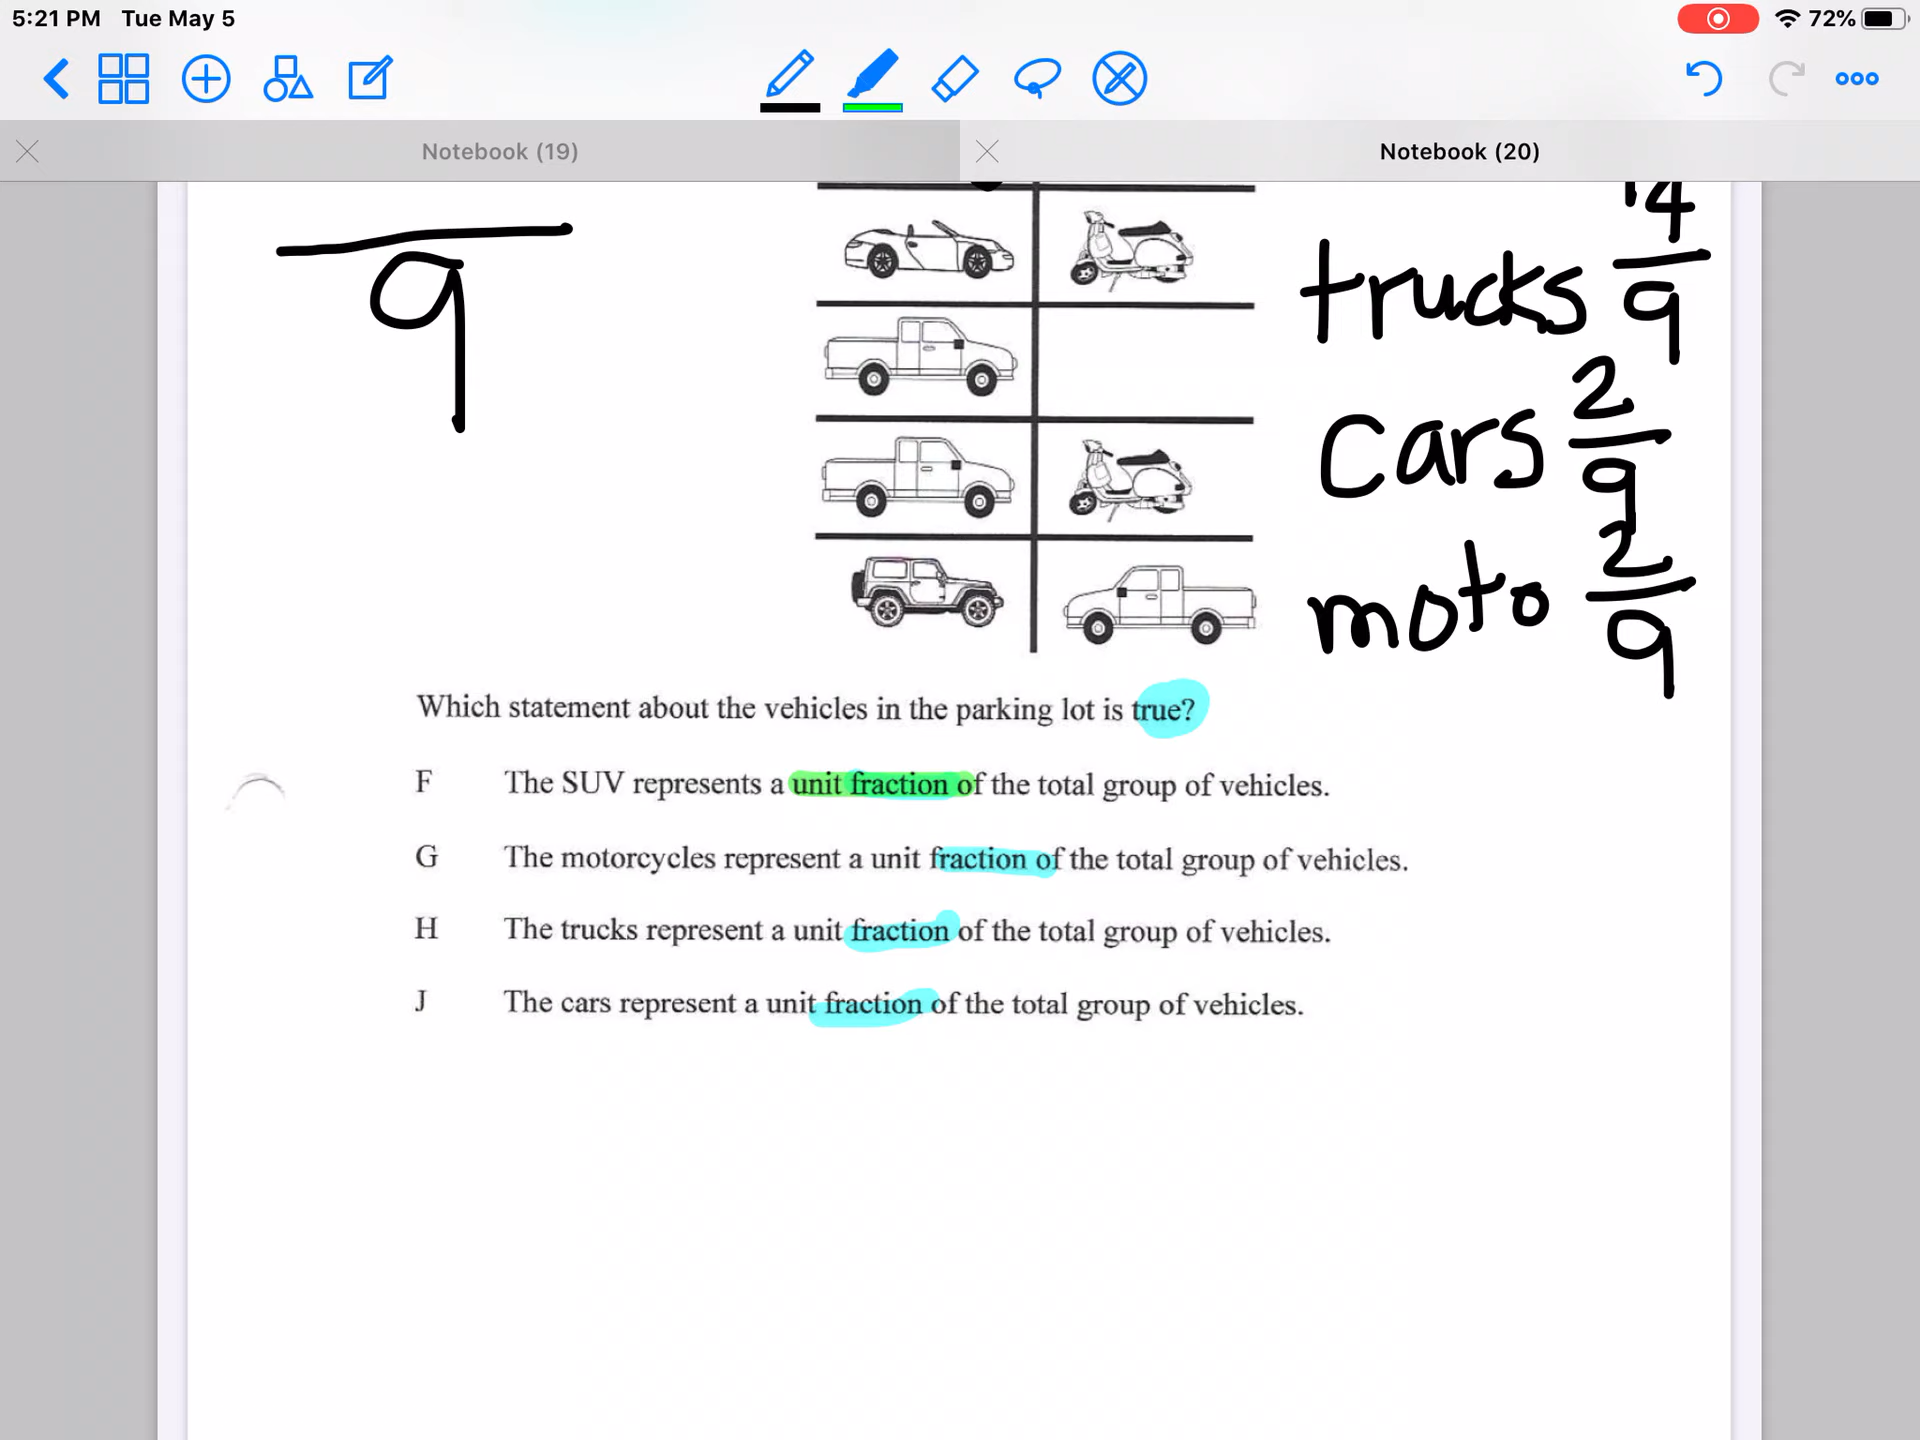 5:21 PM Tue May 5
72%
Notebook (19)
Notebook (20)
9
4
trucks
9
2
cars
9
2
moto
9
Which statement about the vehicles in the parking lot is true?
F The SUV represents a unit fraction of the total group of vehicles.
G The motorcycles represent a unit fraction of the total group of vehicles.
H The trucks represent a unit fraction of the total group of vehicles.
J The cars represent a unit fraction of the total group of vehicles.